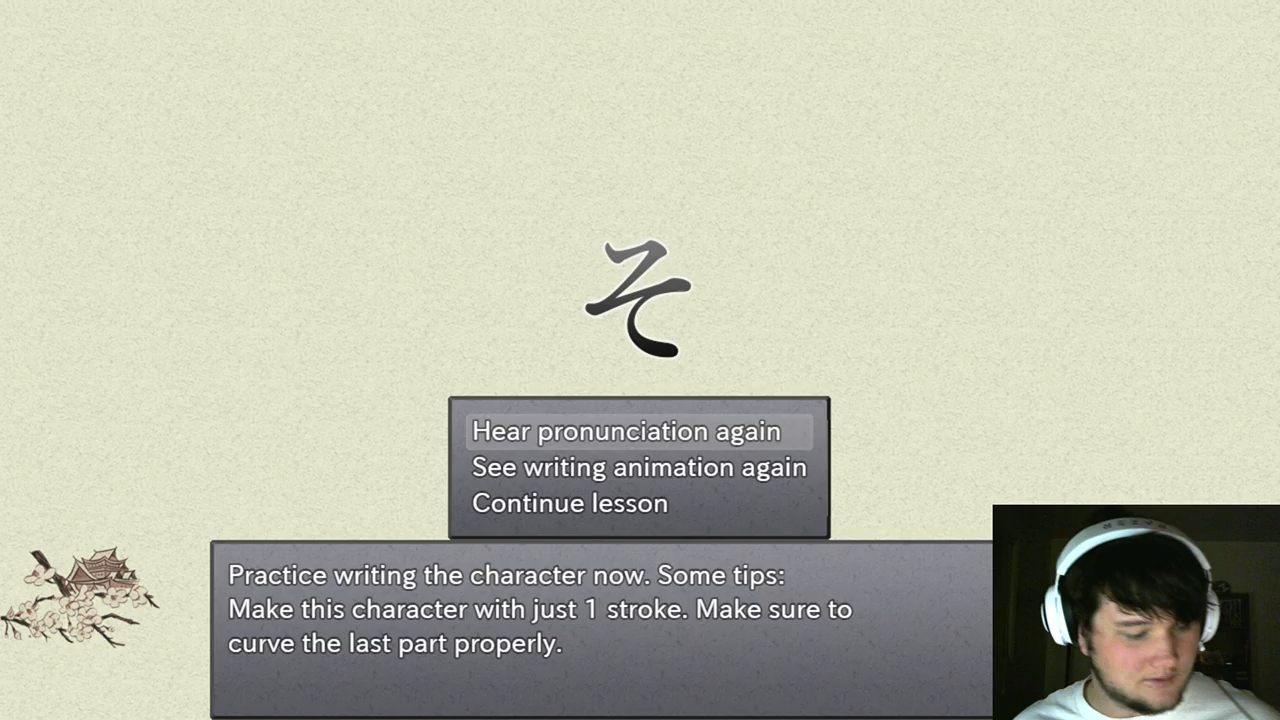 そ
Hear pronunciation again
See writing animation again
Continue lesson
Practice writing the character now. Some tips:
Make this character with just 1 stroke. Make sure to
curve the last part properly.